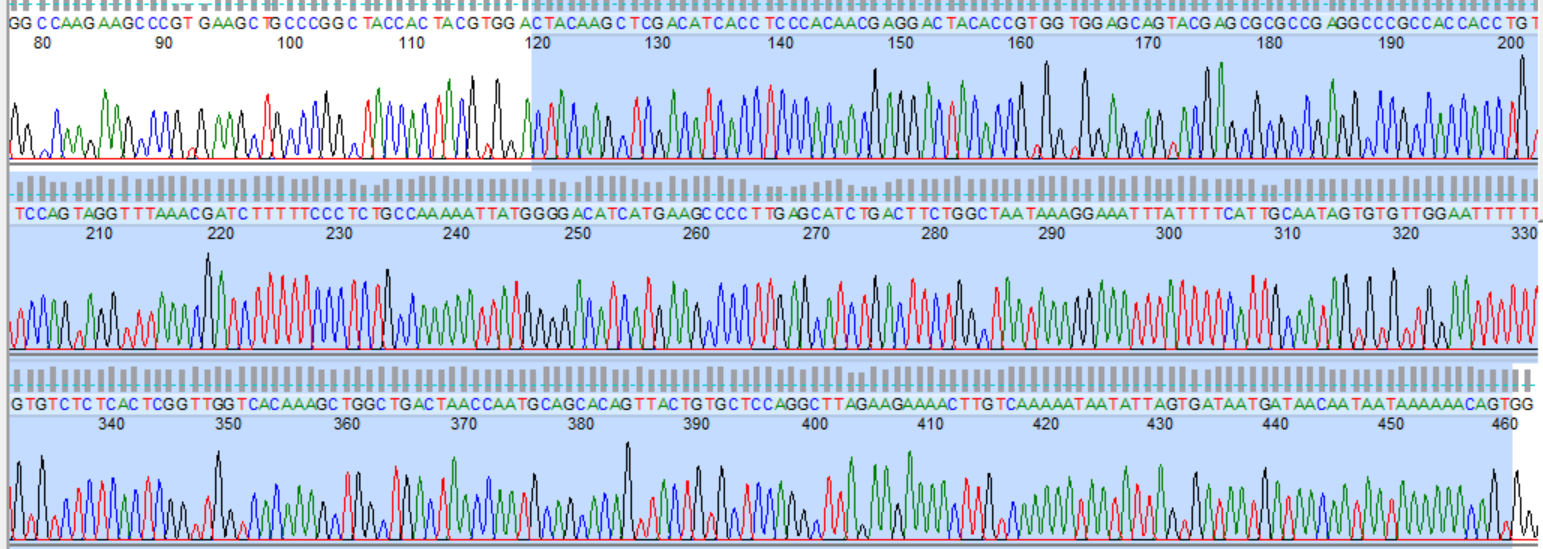 GGCCAAGAAGCCCGTGAAGCTGCCCGGCTACCACTACGTGGACTACAAGCTCGACATCACCTCCCACAACGAGGACTACACCGTGGTGGAGCAGTACGAGCGCGCCGAGGCCCGCCACCACCTGT
80 90 100 110 120 130 140 150 160 170 180 190 200
TCCAGTAGGTTTAAACGATCTTTTTCCCTCTGCCAAAAATTATGGGGACATCATGAAGCCCCTTGAGCATCTGACTTCTGGCTAATAAAGGAAATTTATTTTCATTGCAATAGTGTGTTGGAATTTTTT
210 220 230 240 250 260 270 280 290 300 310 320 330
GTGTCTCTCACTCGGTTGGTCACAAAGCTGGCTGACTAACCAATGCAGCACAGTTACTGTGCTCCAGGCTTAGAAGAAAACTTGTCAAAAATAATATTAGTGATAATGATAACAATAATAAAAAACAGTGG
340 350 360 370 380 390 400 410 420 430 440 450 460